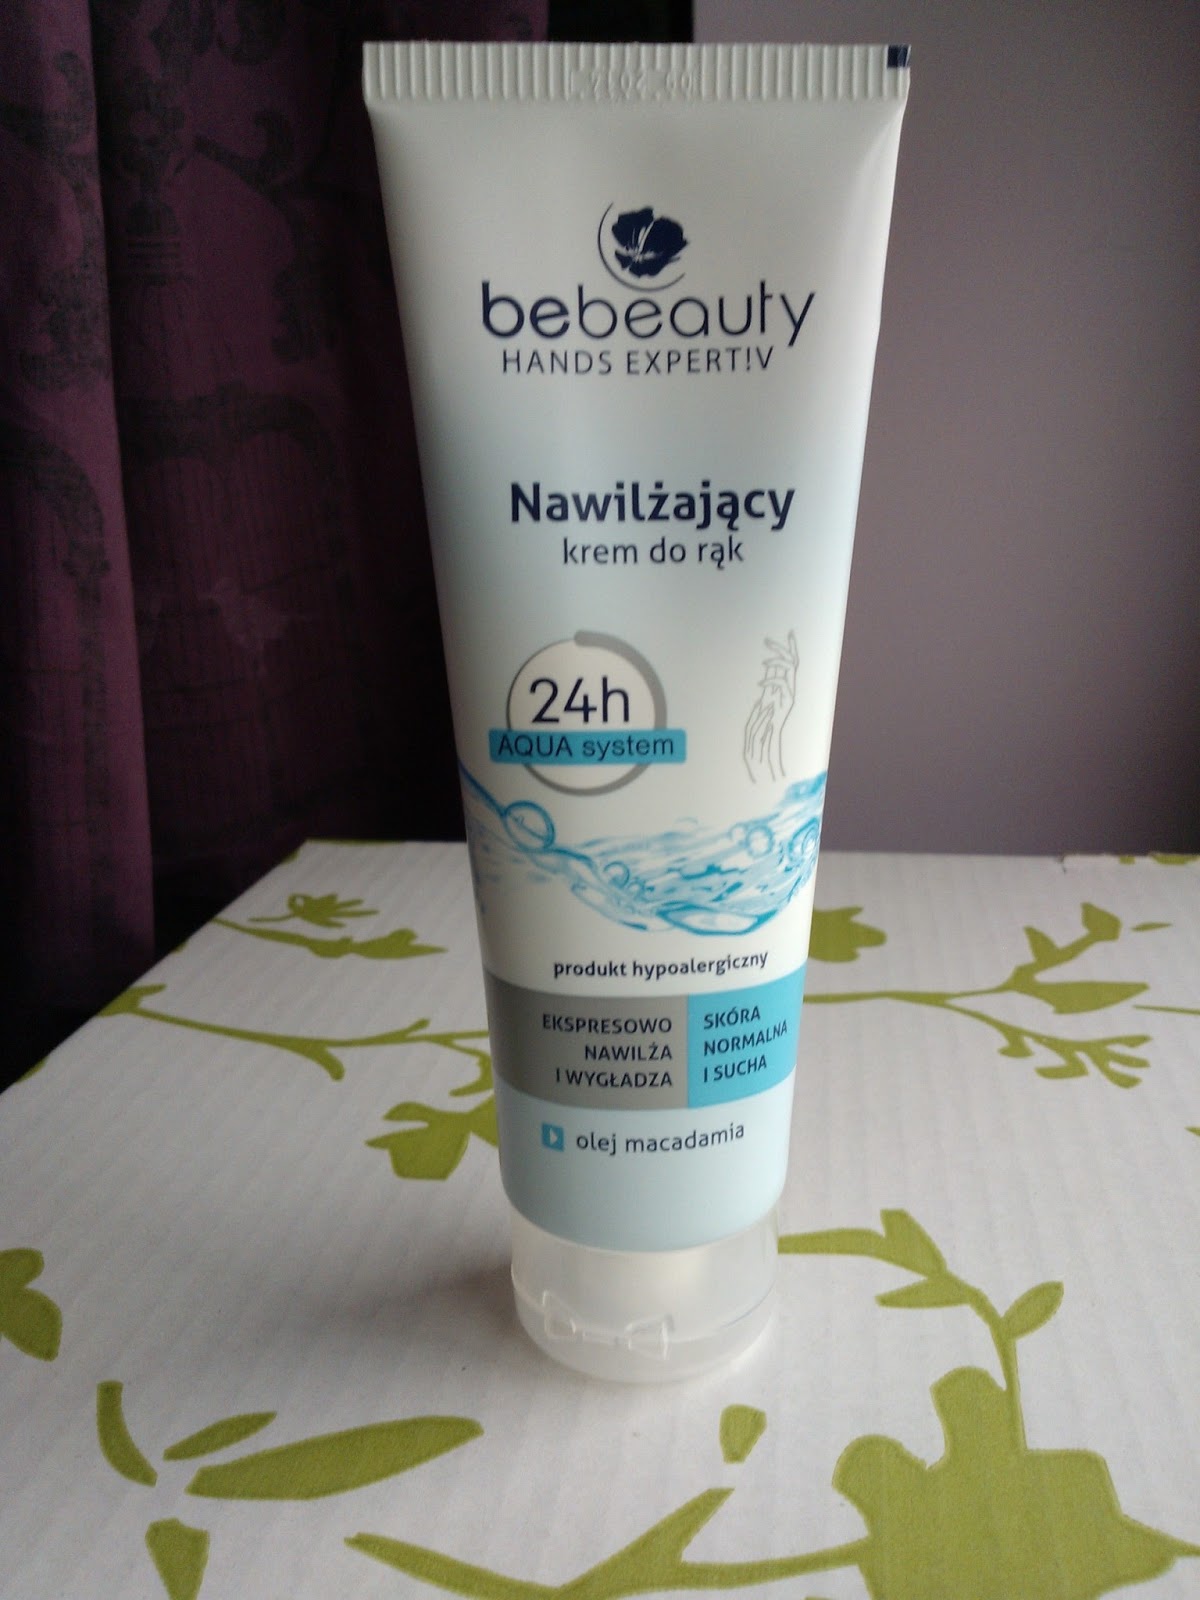 bebeauty
HANDS EXPERT!V
Nawilżający
krem do rąk
24h
AQUA system
produkt hypoalergiczny
EKSPRESOWO
NAWILŻA
I WYGŁADZA
SKÓRA
NORMALNA
I SUCHA
olej macadamia